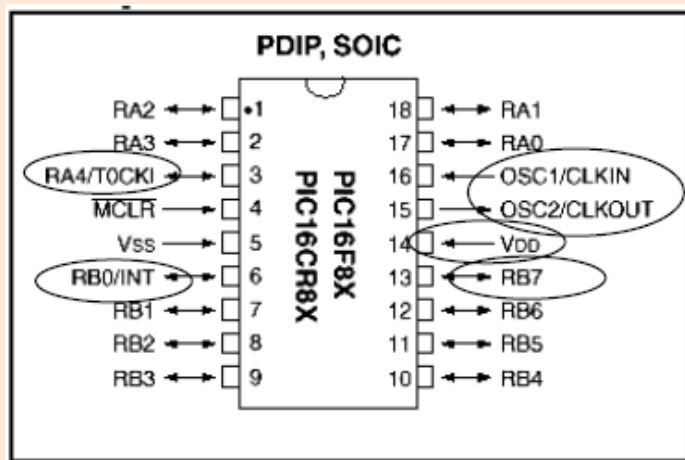 PDIP, SOIC
RA2 •1 18 RA1
RA3 2 17 RA0
RA4/T0CKI 3 16 OSC1/CLKIN
MCLR 4 15 OSC2/CLKOUT
VSS 5 14 VDD
RB0/INT 6 13 RB7
RB1 7 12 RB6
RB2 8 11 RB5
RB3 9 10 RB4
PIC16F8X
PIC16CR8X